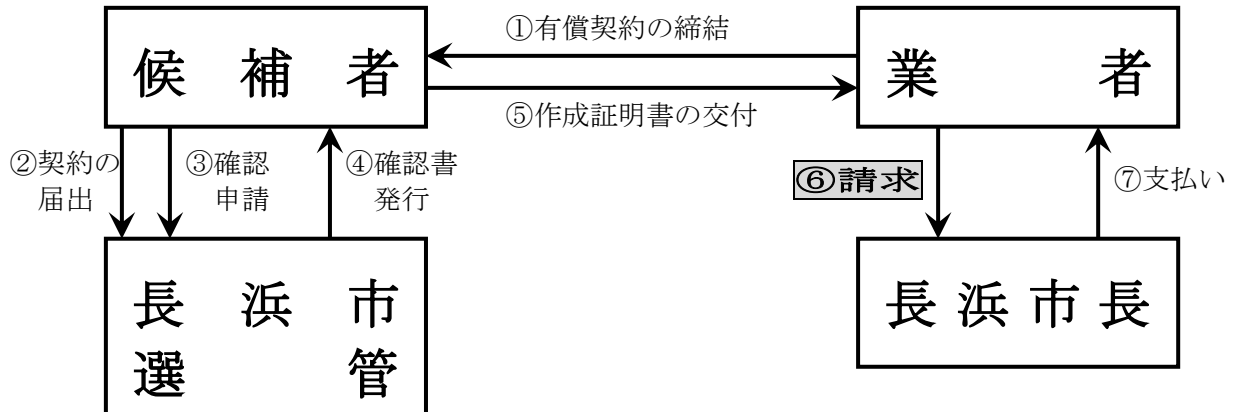 ①有償契約の締結
候補者
業者
⑤作成証明書の交付
②契約の
届出
③確認
申請
④確認書
発行
⑥請求
⑦支払い
長浜市
選管
長浜市長